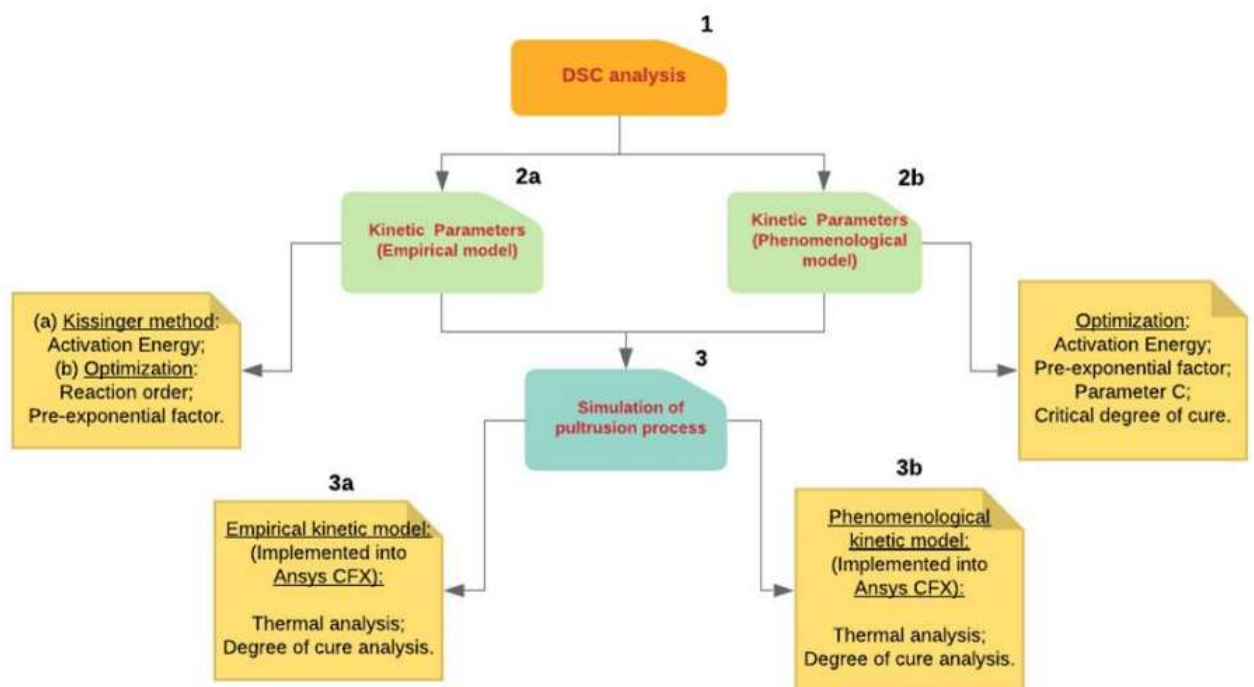 1
DSC analysis
2a
Kinetic Parameters
(Empirical model)
2b
Kinetic Parameters
(Phenomenological
model)
(a) Kissinger method:
Activation Energy;
(b) Optimization:
Reaction order;
Pre-exponential factor.
Optimization:
Activation Energy;
Pre-exponential factor;
Parameter C;
Critical degree of cure.
3
Simulation of
pultrusion process
3a
Empirical kinetic model:
(Implemented into
Ansys CFX):
Thermal analysis;
Degree of cure analysis.
3b
Phenomenological
kinetic model:
(Implemented into
Ansys CFX):
Thermal analysis;
Degree of cure analysis.